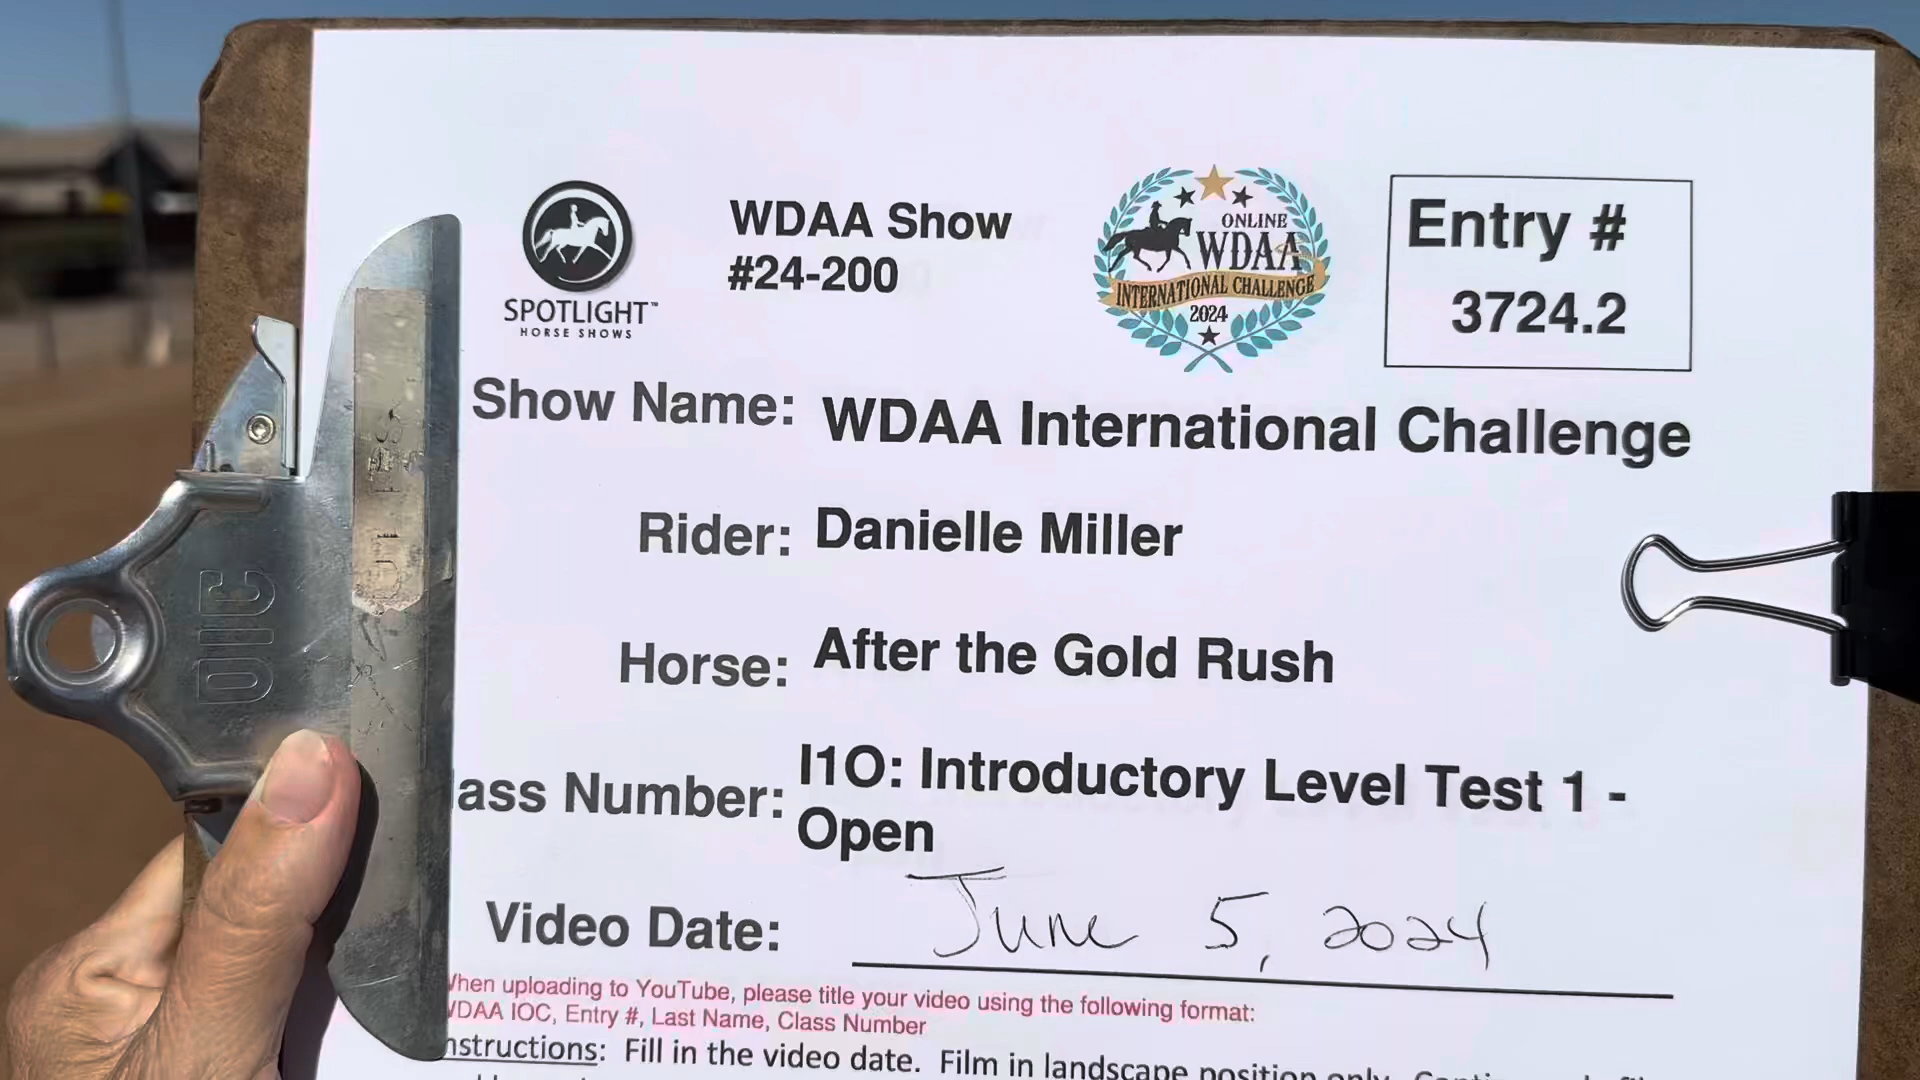 WDAA Show
#24-200
SPOTLIGHT™
HORSE SHOWS
ONLINE
WDAA
INTERNATIONAL CHALLENGE
2024
Entry #
3724.2
Show Name: WDAA International Challenge
Rider: Danielle Miller
Horse: After the Gold Rush
ass Number: I1O: Introductory Level Test 1 -
Open
Video Date: June 5, 2024
hen uploading to YouTube, please title your video using the following format:
DAA IOC, Entry #, Last Name, Class Number
nstructions: Fill in the video date. Film in landscape position only.
OIC